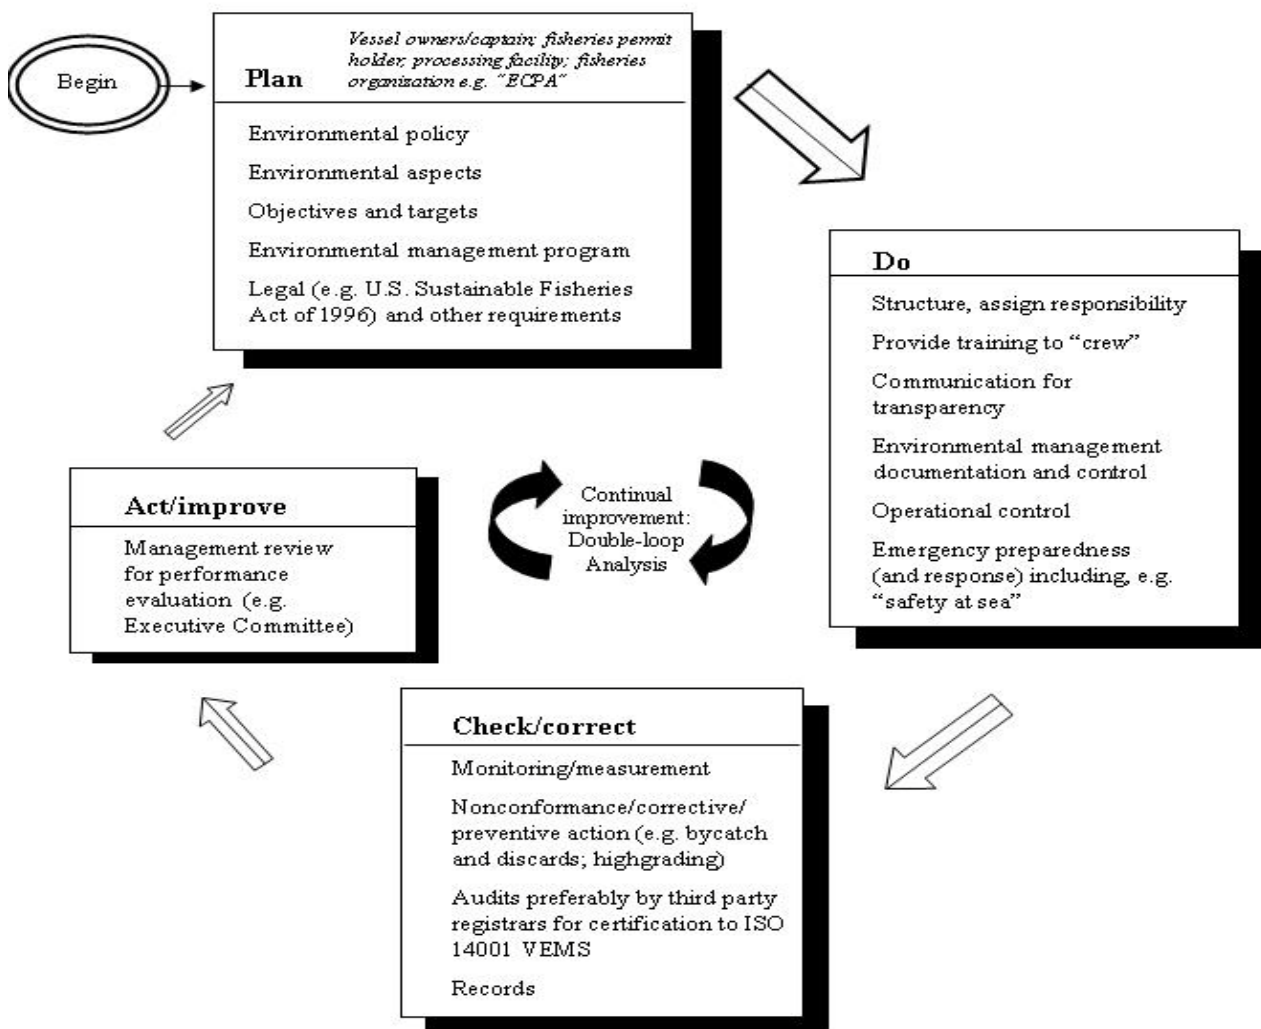 Begin
Plan
Vessel owners/captain; fisheries permit
holder; processing facility; fisheries
organization e.g. "ECPA"
Environmental policy
Environmental aspects
Objectives and targets
Environmental management program
Legal (e.g. U.S. Sustainable Fisheries
Act of 1996) and other requirements
Do
Structure, assign responsibility
Provide training to “crew”
Communication for
transparency
Environmental management
documentation and control
Operational control
Emergency preparedness
(and response) including, e.g.
“safety at sea”
Continual
improvement:
Double-loop
Analysis
Act/improve
Management review
for performance
evaluation (e.g.
Executive Committee)
Check/correct
Monitoring/measurement
Nonconformance/corrective/
preventive action (e.g. bycatch
and discards; highgrading)
Audits preferably by third party
registrars for certification to ISO
14001 VEMS
Records